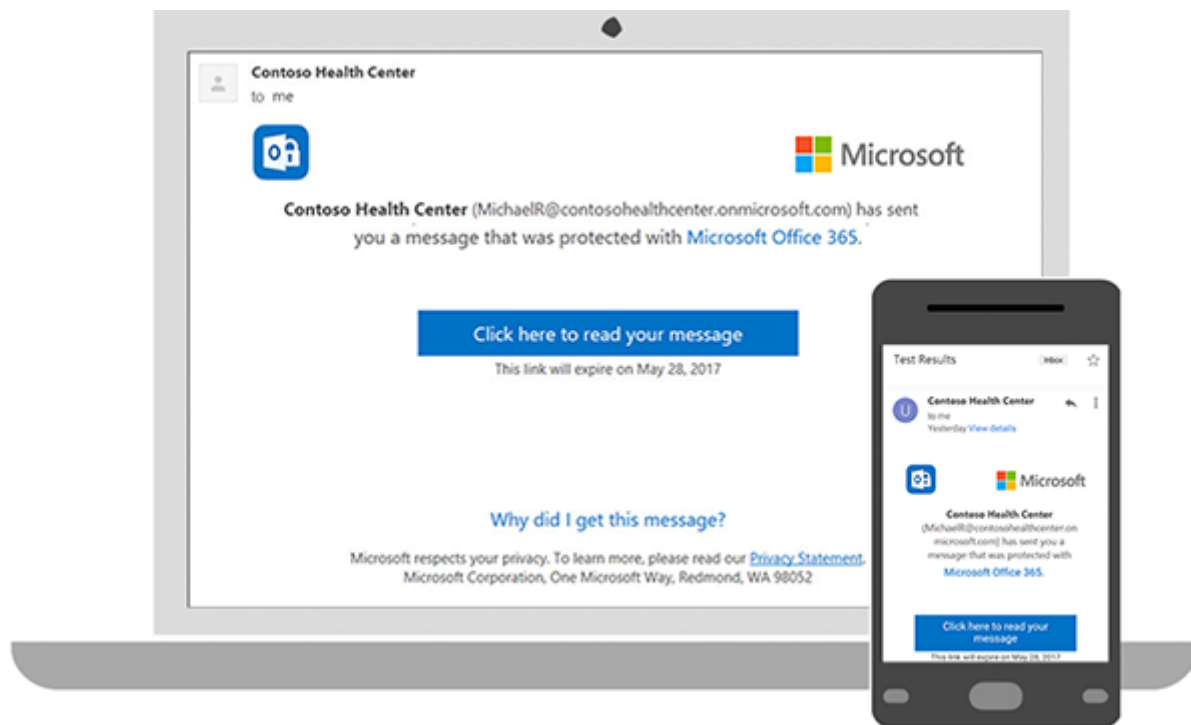 Contoso Health Center
to me
Microsoft
Contoso Health Center (MichaelR@contosohealthcenter.onmicrosoft.com) has sent
you a message that was protected with Microsoft Office 365.
Click here to read your message
This link will expire on May 28, 2017
Why did I get this message?
Microsoft respects your privacy. To learn more, please read our Privacy Statement.
Microsoft Corporation, One Microsoft Way, Redmond, WA 98052
Test Results Inbox
U
Contoso Health Center
to me
Yesterday View details
Microsoft
Contoso Health Center
(MichaelR@contosohealthcenter.on
microsoft.com) has sent you a
message that was protected with
Microsoft Office 365.
Click here to read your
message
This link will expire on May 28, 2017